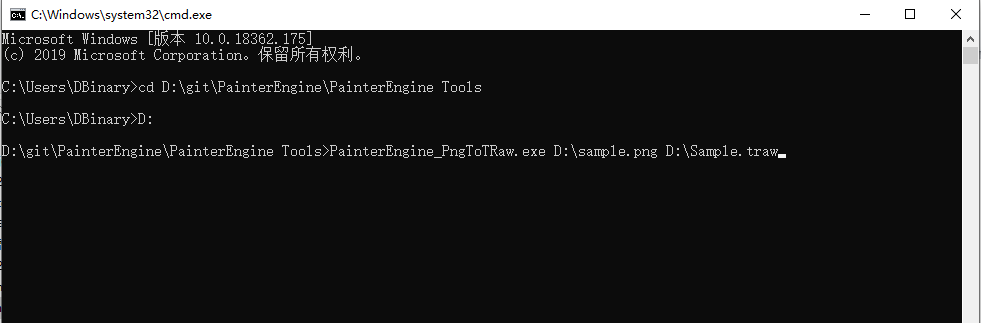 C:\Windows\system32\cmd.exe
Microsoft Windows [版本 10.0.18362.175]
(c) 2019 Microsoft Corporation。保留所有权利。
C:\Users\DBinary>cd D:\git\PainterEngine\PainterEngine Tools
C:\Users\DBinary>D:
D:\git\PainterEngine\PainterEngine Tools>PainterEngine_PngToTRaw.exe D:\sample.png D:\Sample.traw